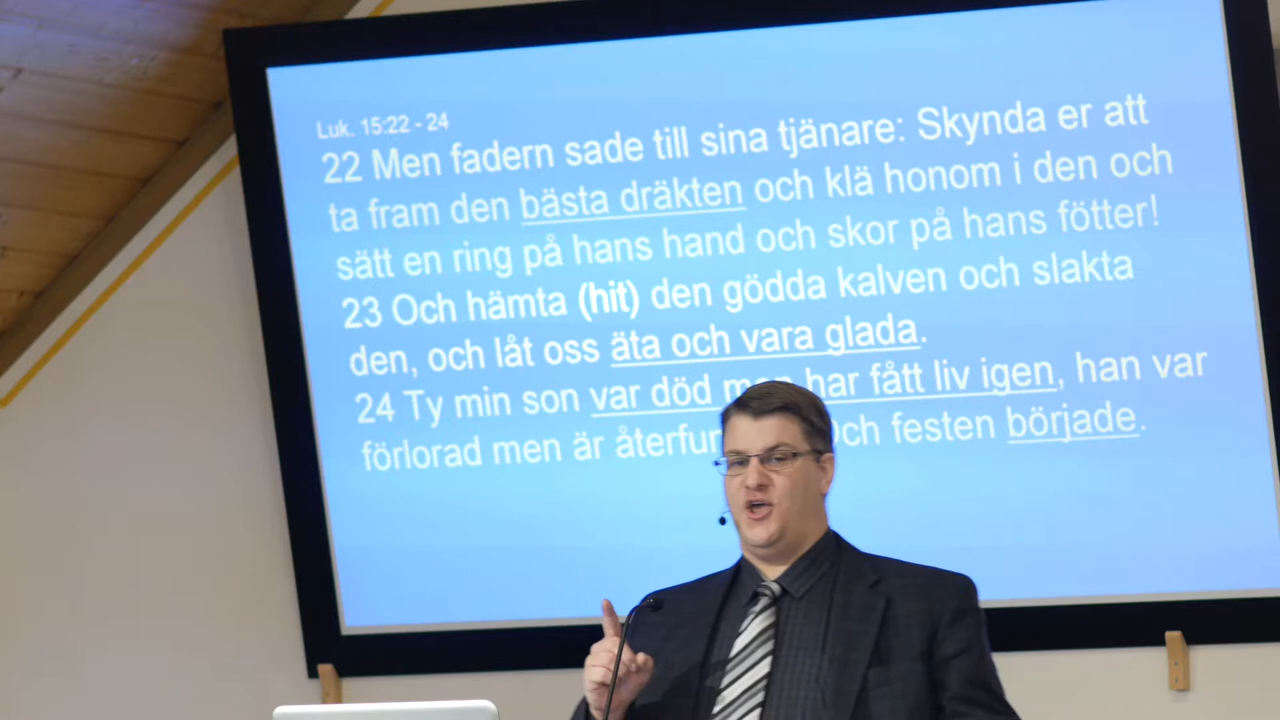 Luk. 15:22 - 24
22 Men fadern sade till sina tjänare: Skynda er att
ta fram den bästa dräkten och klä honom i den och
sätt en ring på hans hand och skor på hans fötter!
23 Och hämta (hit) den gödda kalven och slakta
den, och låt oss äta och vara glada.
24 Ty min son var död men har fått liv igen, han var
förlorad men är och festen började.